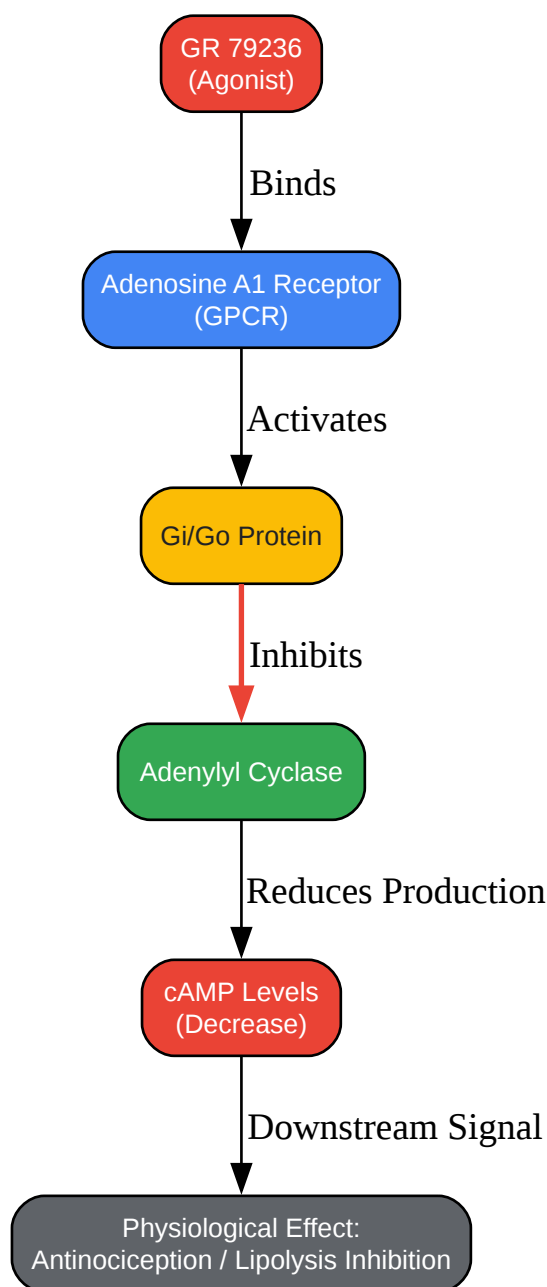 GR 79236
(Agonist)
Binds
Adenosine A1 Receptor
(GPCR)
Activates
Gi/Go Protein
Inhibits
Adenylyl Cyclase
Reduces Production
cAMP Levels
(Decrease)
Downstream Signal
Physiological Effect:
Antinociception / Lipolysis Inhibition